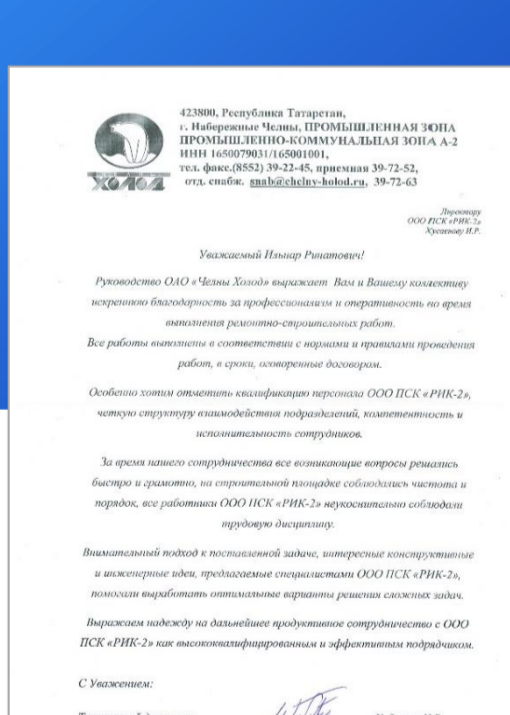 423800, Республика Татарстан,
г. Набережные Челны, ПРОМЫШЛЕННАЯ ЗОНА
ПРОМЫШЛЕННО-КОММУНАЛЬНАЯ ЗОНА А-2
ИНН 1650079031/165001001,
тел. факс.(8552) 39-22-45, приемная 39-72-52,
отд. снабж. snab@chelny-holod.ru, 39-72-63
ХОЛОД
Директору
ООО ПСК «РИК-2»
И.Р.
Уважаемый Ильнар Ринатович!
Руководство ОАО «Челны Холод» выражает Вам и Вашему коллективу
искреннюю благодарность за профессионализм и оперативность во время
выполнения ремонтно-строительных работ.
Все работы выполнены в соответствии с нормами и правилами проведения
работ, в сроки, оговоренные договором.
Особенно хотим отметить квалификацию персонала ООО ПСК «РИК-2»,
четкую структуру взаимодействия подразделений, компетентность и
исполнительность сотрудников.
За время нашего сотрудничества все возникающие вопросы решались
быстро и грамотно, на строительной площадке соблюдались чистота и
порядок, все работники ООО ПСК «РИК-2» неукоснительно соблюдали
трудовую дисциплину.
Внимательный подход к поставленной задаче, интересные конструктивные
и инженерные идеи, предлагаемые специалистами ООО ПСК «РИК-2»,
помогали выработать оптимальные варианты решения сложных задач.
Выражаем надежду на дальнейшее продуктивное сотрудничество с ООО
ПСК «РИК-2» как высококвалифицированным и эффективным подрядчиком.
С Уважением: